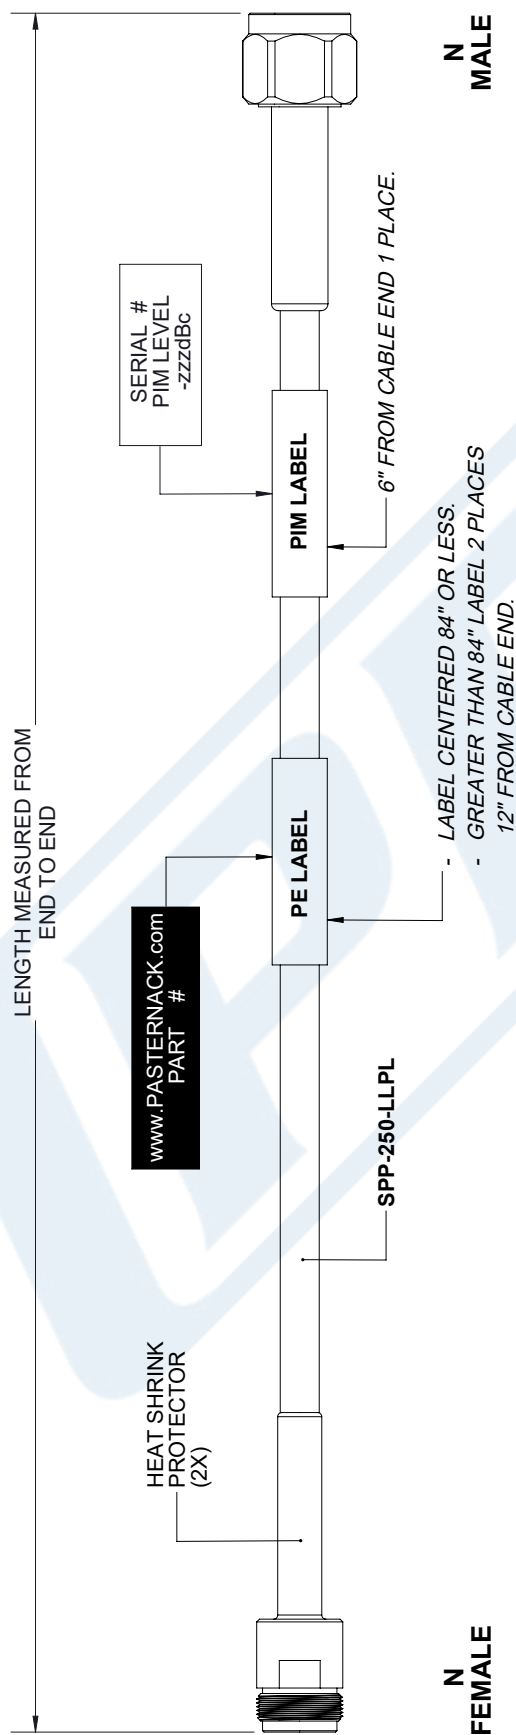 LENGTH MEASURED FROM
END TO END
HEAT SHRINK
PROTECTOR
(2X)
www.PASTERNACK.com
PART #
SERIAL #
PIM LEVEL
-zzzdBc
PE LABEL
PIM LABEL
SPP-250-LLPL
6" FROM CABLE END 1 PLACE.
- LABEL CENTERED 84" OR LESS.
- GREATER THAN 84" LABEL 2 PLACES
12" FROM CABLE END.
N
FEMALE
N
MALE